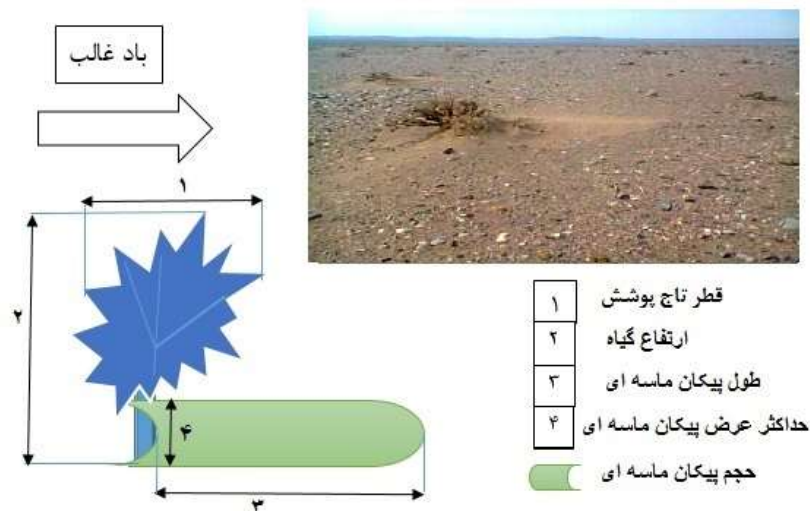 باد غالب
۱
۲
۴
۳
۱ قطر تاج پوشش
۲ ارتفاع گیاه
۳ طول پیکان ماسه ای
۴ حداکثر عرض پیکان ماسه ای
حجم پیکان ماسه ای